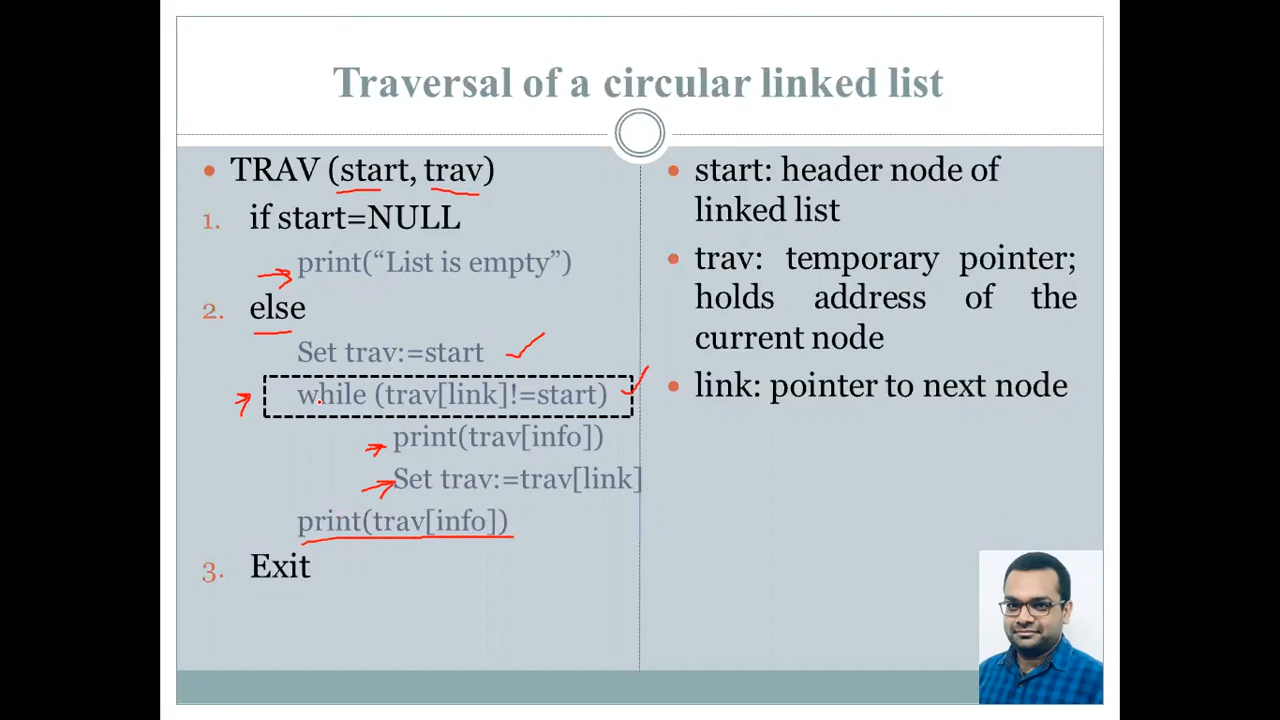 Traversal of a circular linked list
• TRAV (start, trav)
1. if start=NULL
print(“List is empty”)
2. else
Set trav:=start
while (trav[link]!=start)
print(trav[info])
Set trav:=trav[link]
print(trav[info])
3. Exit
• start: header node of
linked list
• trav: temporary pointer;
holds address of the
current node
• link: pointer to next node